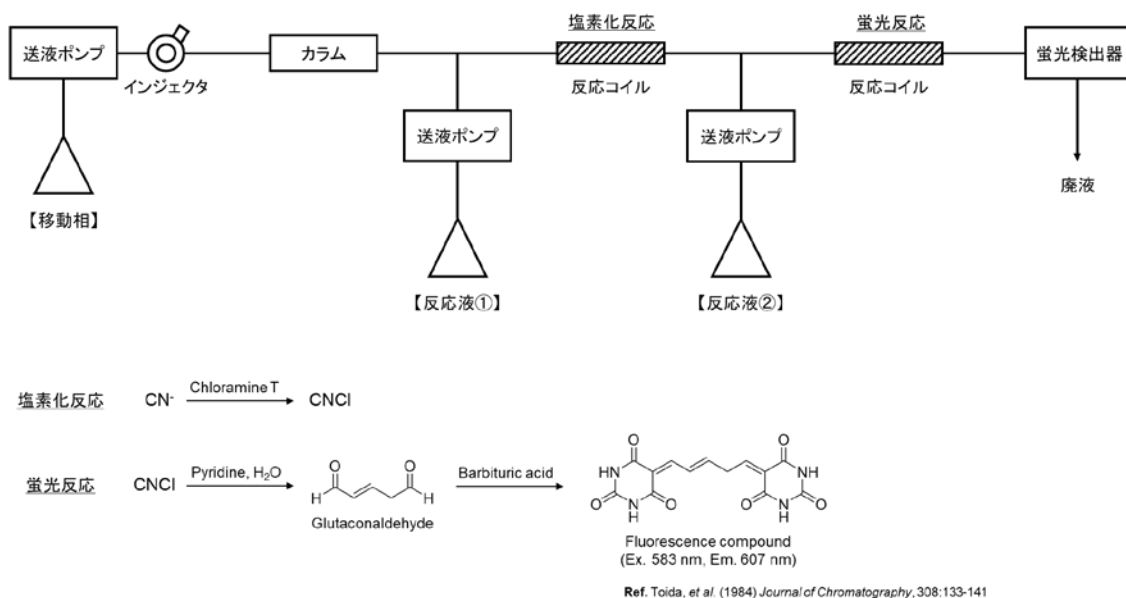 塩素化反応
蛍光反応
送液ポンプ
インジェクタ
カラム
反応コイル
反応コイル
蛍光検出器
送液ポンプ
送液ポンプ
廃液
【移動相】
【反応液①】
【反応液②】
塩素化反応 CN- Chloramine T CNCl
蛍光反応 CNCl Pyridine, H2O Barbituric acid
O O H H
Glutaconaldehyde
O O O O HN NH O N H N H O
Fluorescence compound
(Ex. 583 nm, Em. 607 nm)
Ref. Toida, et al. (1984) Journal of Chromatography, 308:133-141